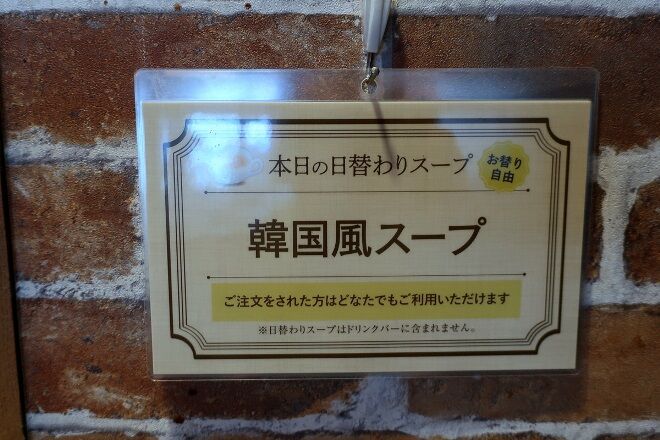 本日の日替わりスープ
お替り
自由
韓国風スープ
ご注文をされた方はどなたでもご利用いただけます
※日替わりスープはドリンクバーに含まれません。